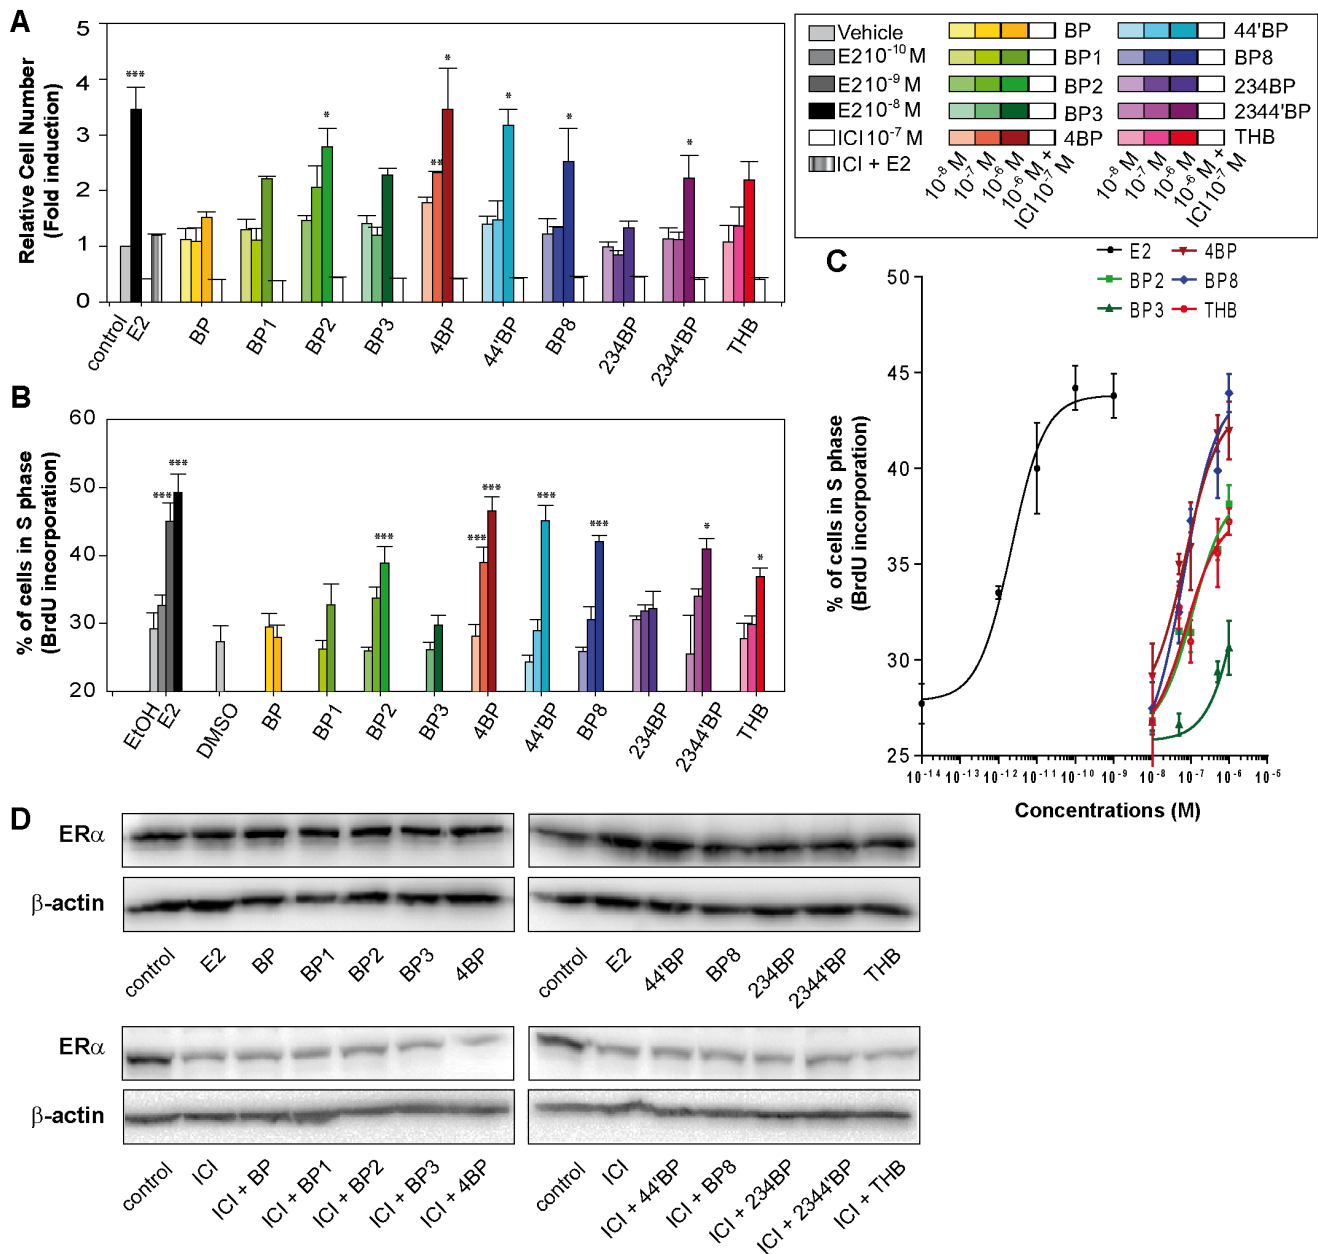 A
Relative Cell Number
(Fold induction)
5
4
3
2
1
0
***
*
**
*
*
*
*
control
E2
BP
BP1
BP2
BP3
4BP
44'BP
BP8
234BP
2344'BP
THB
Vehicle
E2 10⁻¹⁰ M
E2 10⁻⁹ M
E2 10⁻⁸ M
ICI 10⁻⁷ M
ICI + E2
BP
BP1
BP2
BP3
4BP
10⁻⁸ M
10⁻⁷ M
10⁻⁶ M
10⁻⁶ M +
ICI 10⁻⁷ M
44'BP
BP8
234BP
2344'BP
THB
10⁻⁸ M
10⁻⁷ M
10⁻⁶ M
10⁻⁶ M +
ICI 10⁻⁷ M
B
% of cells in S phase
(BrdU incorporation)
60
50
40
30
20
***
***
***
***
***
***
***
*
*
EtOH
E2
DMSO
BP
BP1
BP2
BP3
4BP
44'BP
BP8
234BP
2344'BP
THB
C
E2
BP2
BP3
4BP
BP8
THB
% of cells in S phase
(BrdU incorporation)
50
45
40
35
30
25
10⁻¹⁴ 10⁻¹³ 10⁻¹² 10⁻¹¹ 10⁻¹⁰ 10⁻⁹ 10⁻⁸ 10⁻⁷ 10⁻⁶ 10⁻⁵
Concentrations (M)
D
ERα
β-actin
control
E2
BP
BP1
BP2
BP3
4BP
control
E2
44'BP
BP8
234BP
2344'BP
THB
ERα
β-actin
control
ICI
ICI + BP
ICI + BP1
ICI + BP2
ICI + BP3
ICI + 4BP
control
ICI
ICI + 44'BP
ICI + BP8
ICI + 234BP
ICI + 2344'BP
ICI + THB